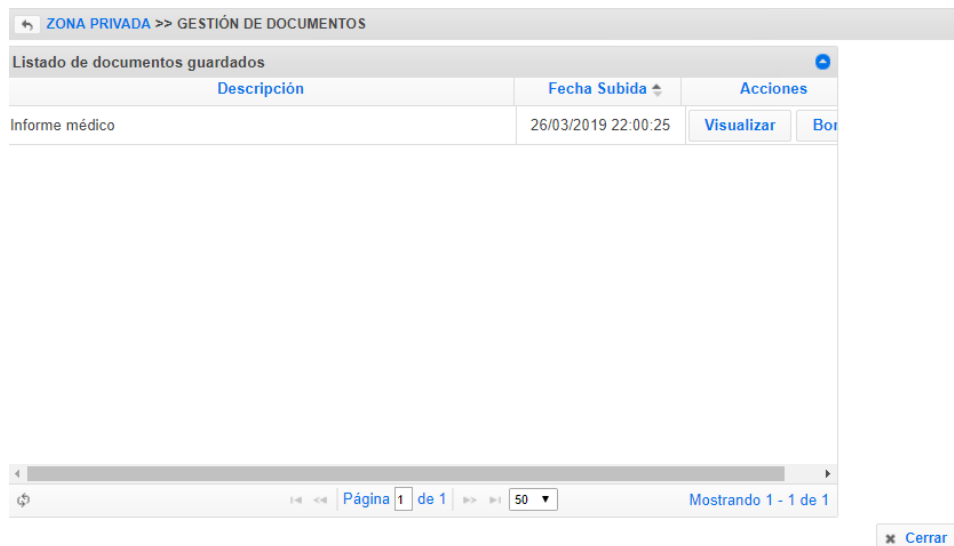 ZONA PRIVADA >> GESTIÓN DE DOCUMENTOS
Listado de documentos guardados
Descripción Fecha Subida Acciones
Informe médico 26/03/2019 22:00:25 Visualizar Bor
Página 1 de 1 50 Mostrando 1 - 1 de 1
Cerrar